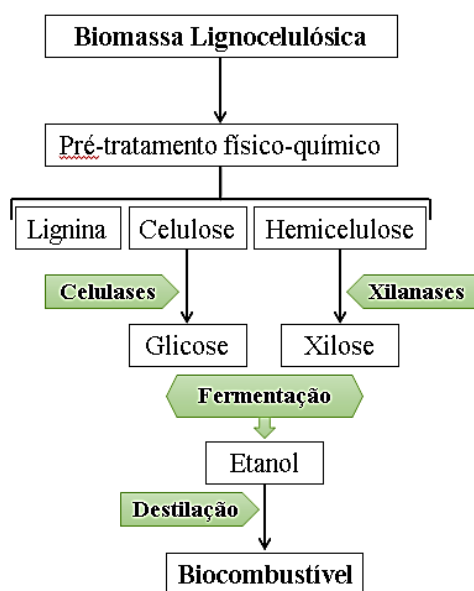 Biomassa Lignocelulósica
Pré-tratamento físico-químico
Lignina
Celulose
Hemicelulose
Celulases
Xilanases
Glicose
Xilose
Fermentação
Etanol
Destilação
Biocombustível